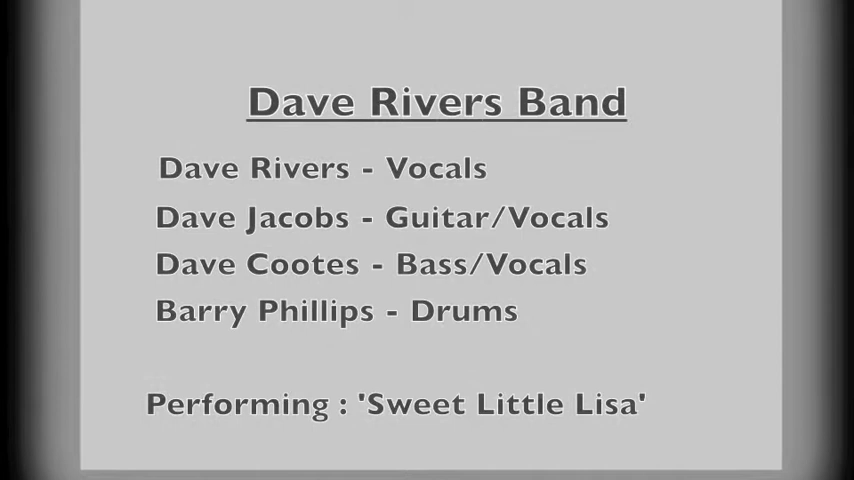 Dave Rivers Band
Dave Rivers - Vocals
Dave Jacobs - Guitar/Vocals
Dave Cootes - Bass/Vocals
Barry Phillips - Drums
Performing : 'Sweet Little Lisa'